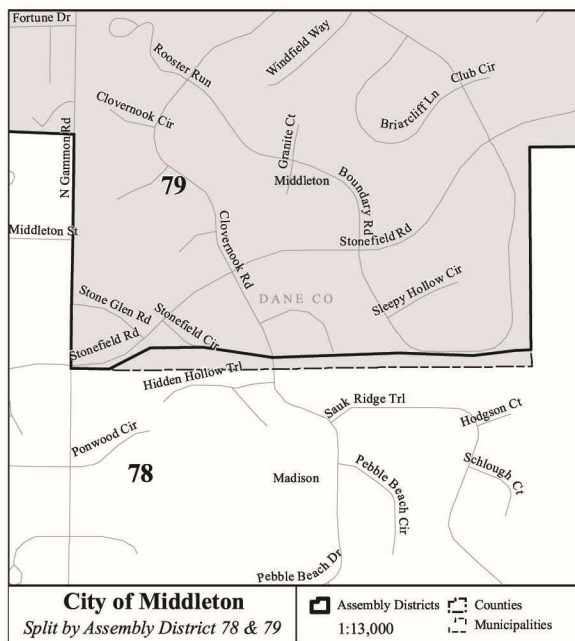 Fortune Dr
Rooster Run
Windfield Way
Club Cir
Clovernook Cir
Briarcliff Ln
N Gammon Rd
Granite Ct
79
Middleton
Boundary Rd
Middleton St
Clovernook Rd
Stonefield Rd
DANE CO
Sleepy Hollow Cir
Stone Glen Rd
Stonefield Cir
Stonefield Rd
Hidden Hollow Trl
Sauk Ridge Trl
Hodgson Ct
Ponwood Cir
78
Madison
Pebble Beach Cir
Schlough Ct
Pebble Beach Dr
City of Middleton
Split by Assembly District 78 & 79
Assembly Districts
Counties
1:13,000
Municipalities